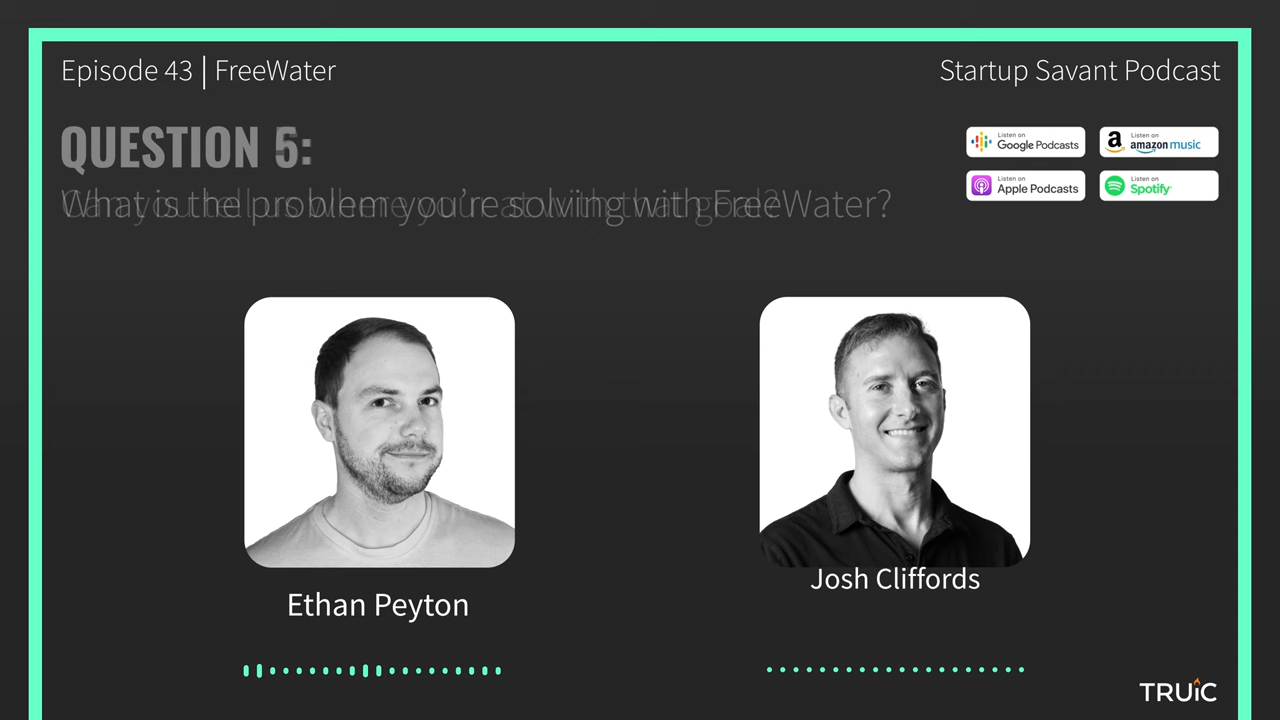 Episode 43 | FreeWater
Startup Savant Podcast
QUESTION 5:
What is the problem you're solving with FreeWater?
Listen on
Google Podcasts
Listen on
amazon music
Listen on
Apple Podcasts
Listen on
Spotify
Ethan Peyton
Josh Cliffords
TRUiC